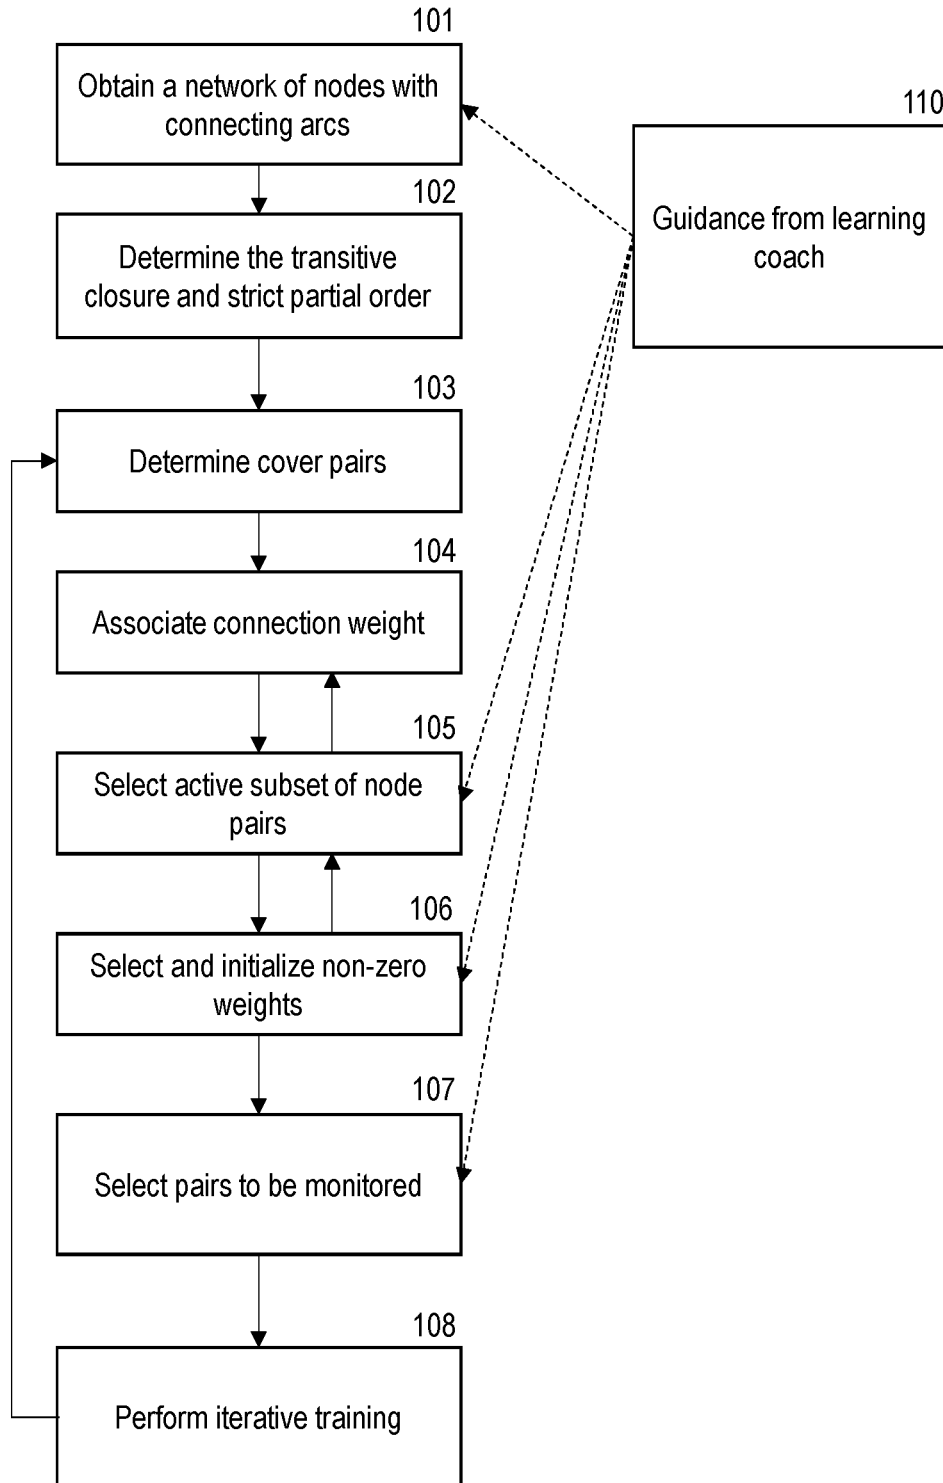 101
Obtain a network of nodes with
connecting arcs
110
Guidance from learning
coach
102
Determine the transitive
closure and strict partial order
103
Determine cover pairs
104
Associate connection weight
105
Select active subset of node
pairs
106
Select and initialize non-zero
weights
107
Select pairs to be monitored
108
Perform iterative training